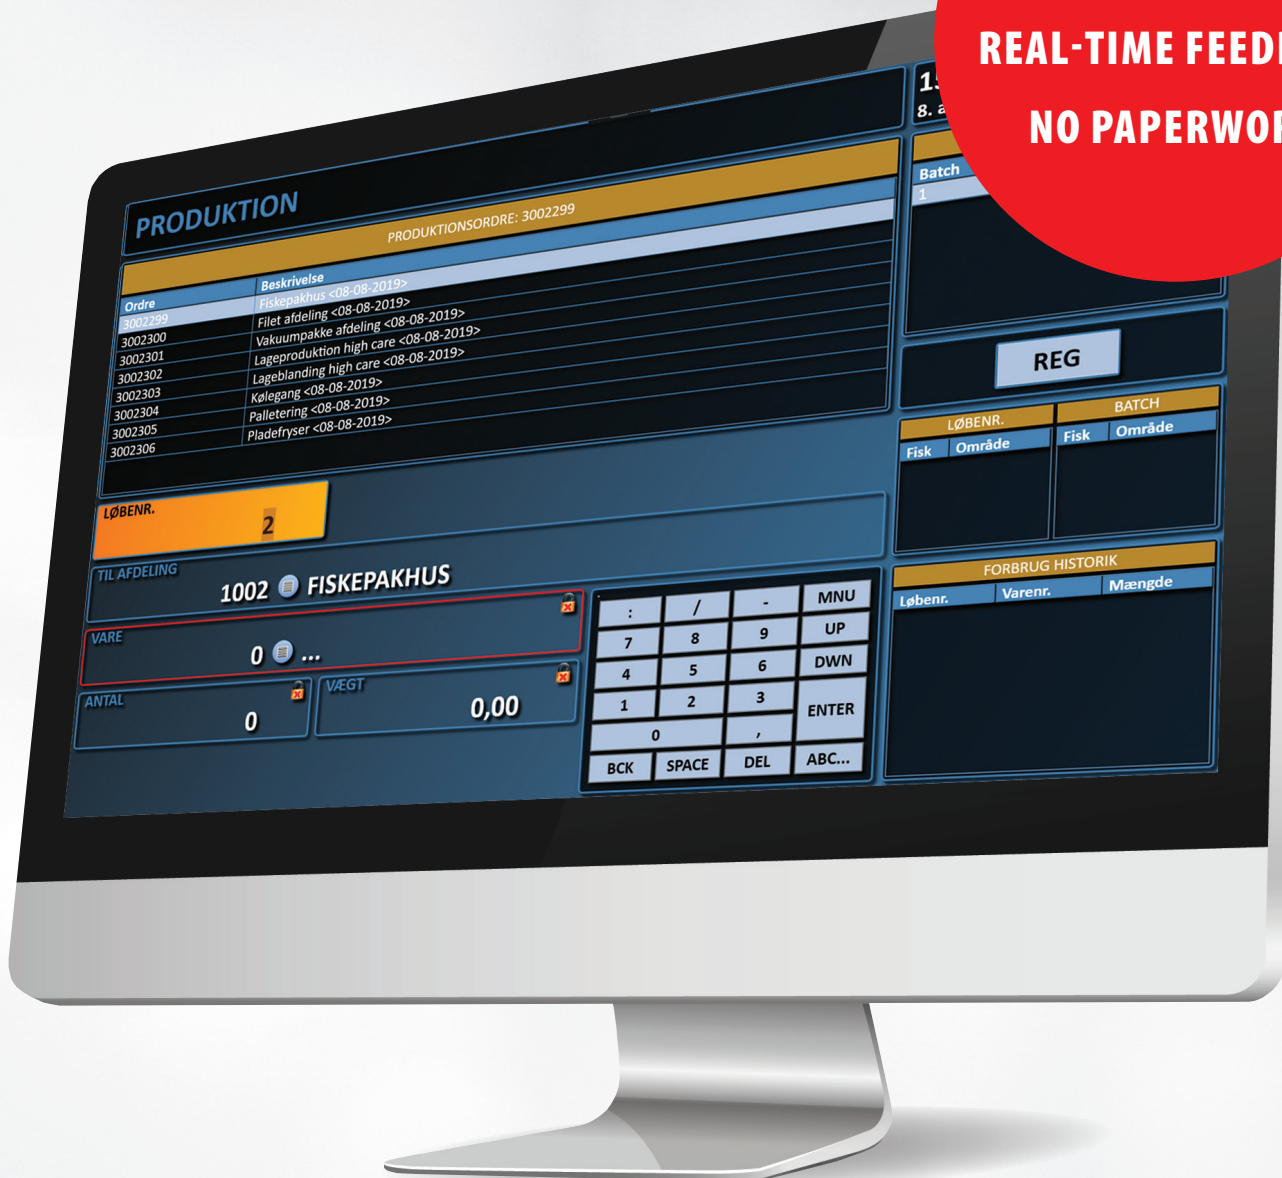 REAL-TIME
NO
PRODUKTION
PRODUKTIONSORDRE: 3002299
Ordre Beskrivelse
3002299 Fiskepakhus <08-08-2019>
3002300 Filet afdeling <08-08-2019>
3002301 Vakuumpakke afdeling <08-08-2019>
3002302 Lageproduktion high care <08-08-2019>
3002303 Lageblanding high care <08-08-2019>
3002304 Kølegang <08-08-2019>
3002305 Palletering <08-08-2019>
3002306 Pladefryser <08-08-2019>
LØBENR.
2
TIL AFDELING
1002 FISKEPAKHUS
VARE
0 ...
ANTAL
0
VÆGT
0,00
: / - MNU
7 8 9 UP
4 5 6 DWN
1 2 3 ENTER
0 ,
BCK SPACE DEL ABC...
8.
Batch
1
REG
LØBENR. BATCH
Fisk Område Fisk Område
FORBRUG HISTORIK
Løbenr. Varenr. Mængde